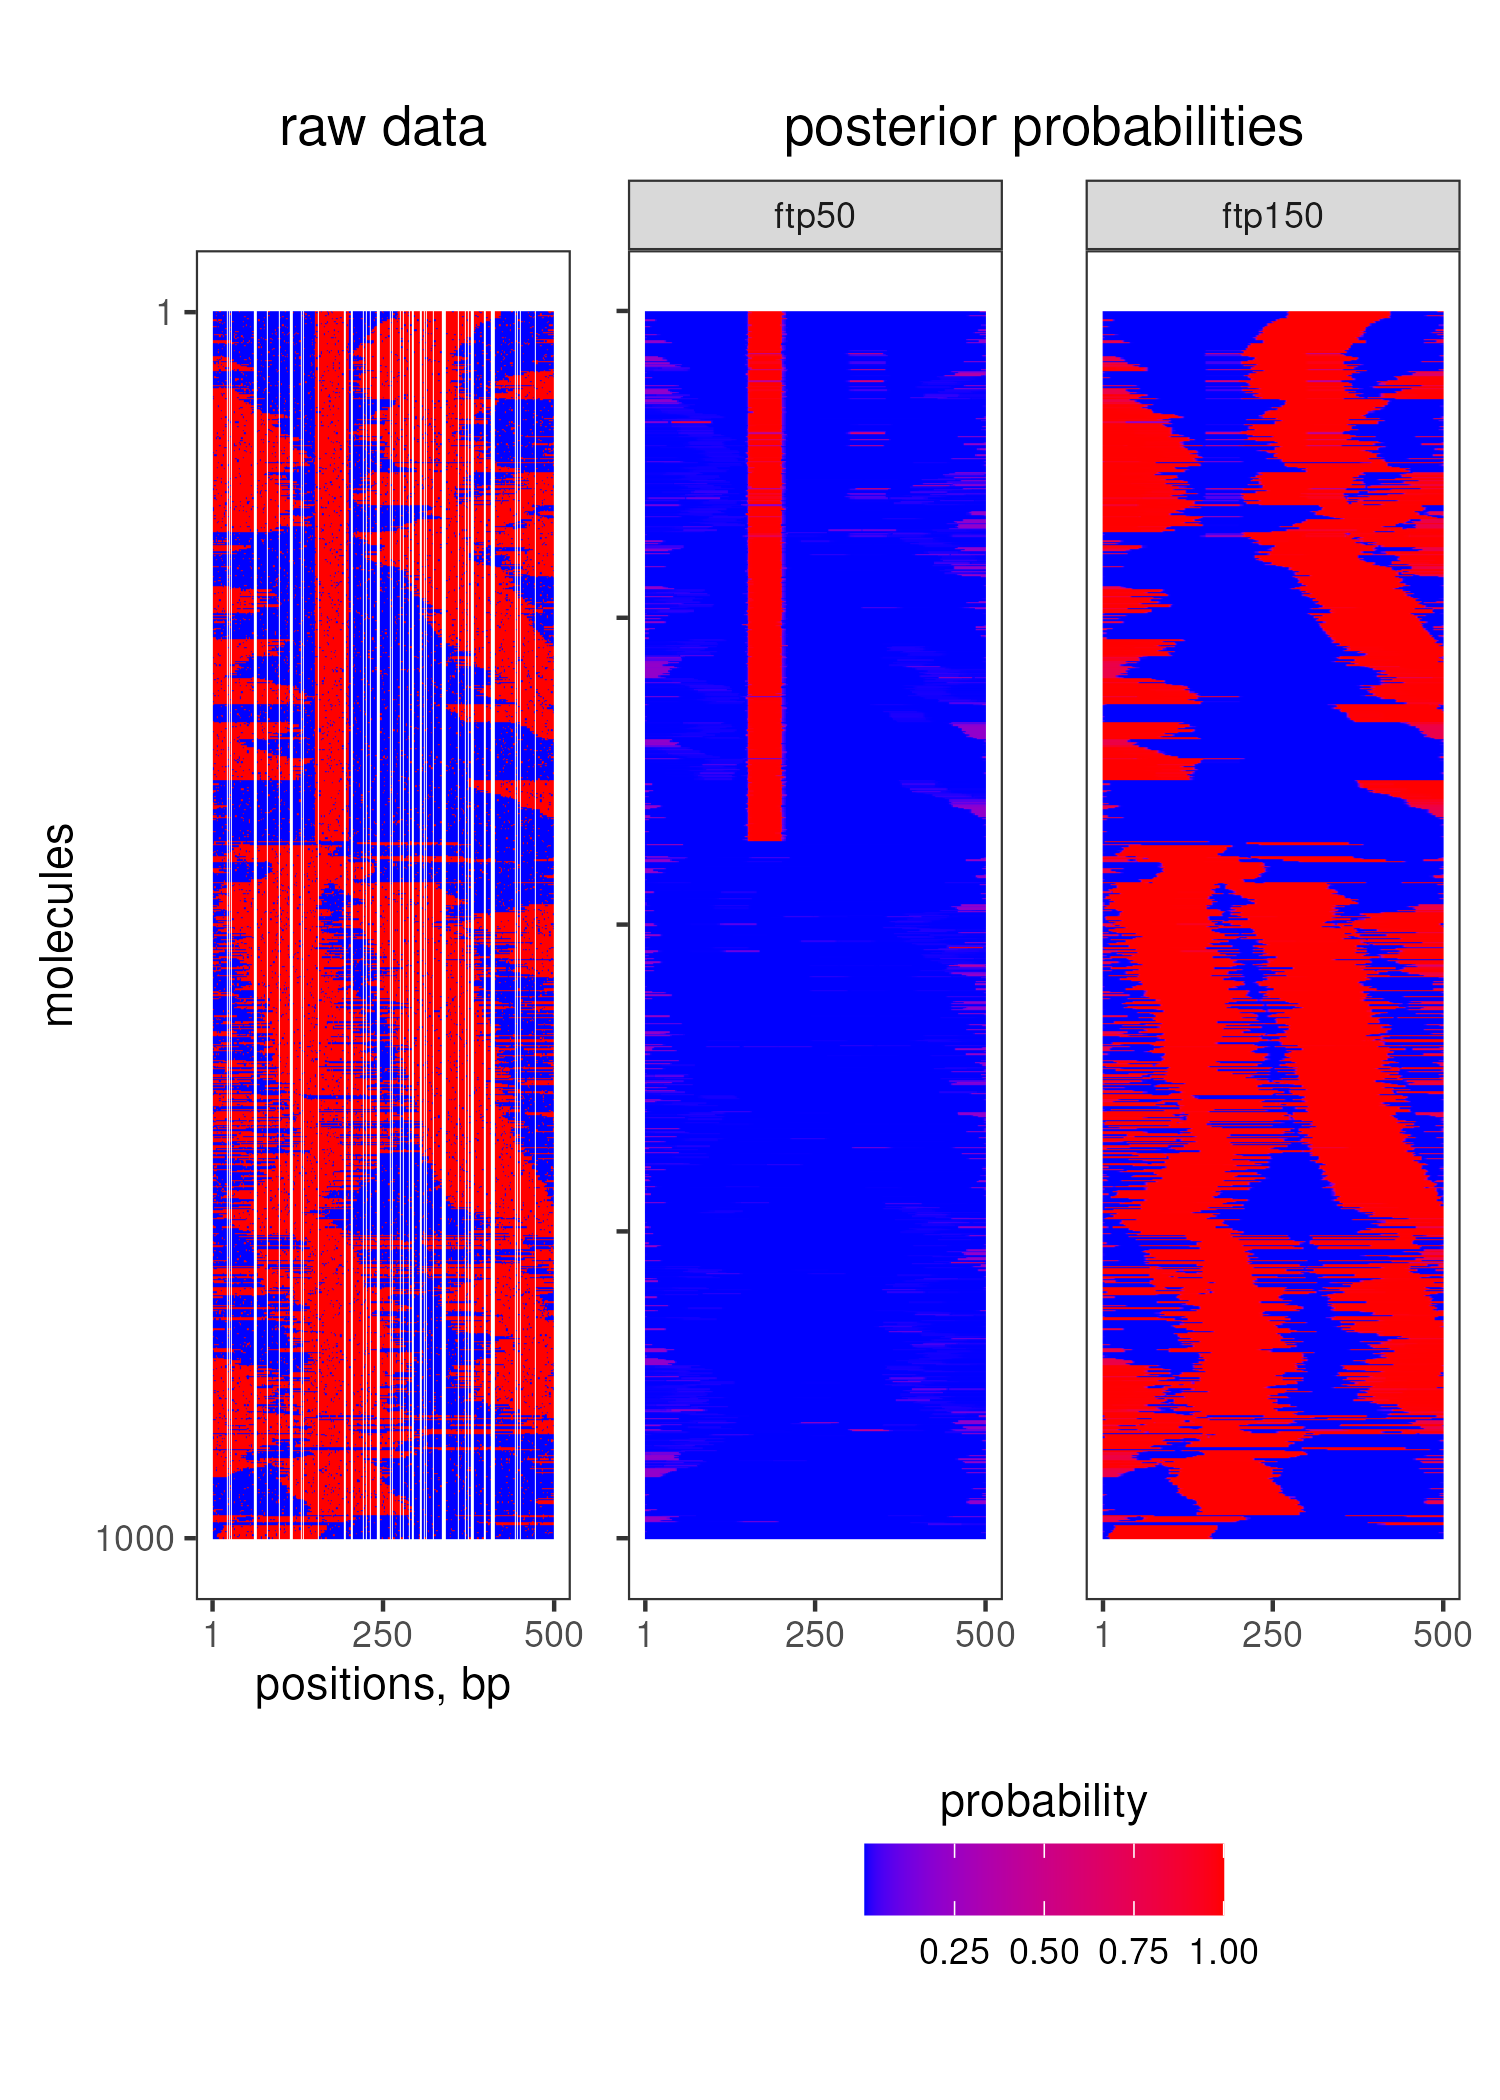 raw data
posterior probabilities
ftp50
ftp150
1
1000
molecules
1 250 500
1 250 500
1 250 500
positions, bp
probability
0.25 0.50 0.75 1.00